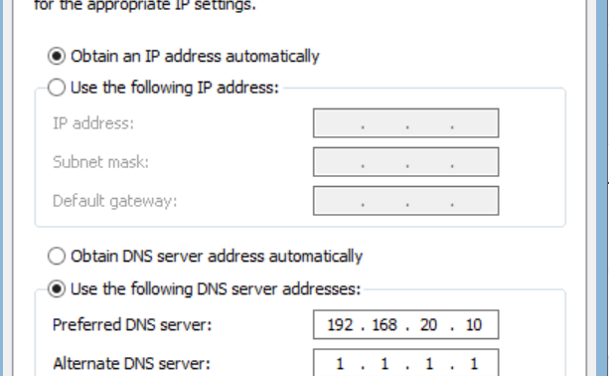 for the appropriate IP settings.
Obtain an IP address automatically
Use the following IP address:
IP address: . . .
Subnet mask: . . .
Default gateway: . . .
Obtain DNS server address automatically
Use the following DNS server addresses:
Preferred DNS server: 192 . 168 . 20 . 10
Alternate DNS server: 1 . 1 . 1 . 1